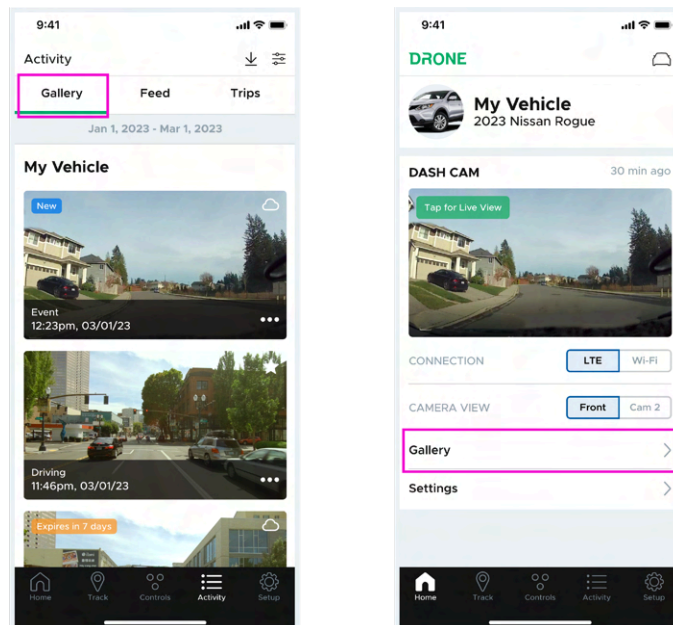 9:41
Activity
Gallery Feed Trips
Jan 1, 2023 - Mar 1, 2023
My Vehicle
New
Event
12:23pm, 03/01/23
Driving
11:46pm, 03/01/23
Expires in 7 days
Home Track Controls Activity Setup
9:41
DRONE
My Vehicle
2023 Nissan Rogue
DASH CAM 30 min ago
Tap for Live View
CONNECTION LTE Wi-Fi
CAMERA VIEW Front Cam 2
Gallery
Settings
Home Track Controls Activity Setup